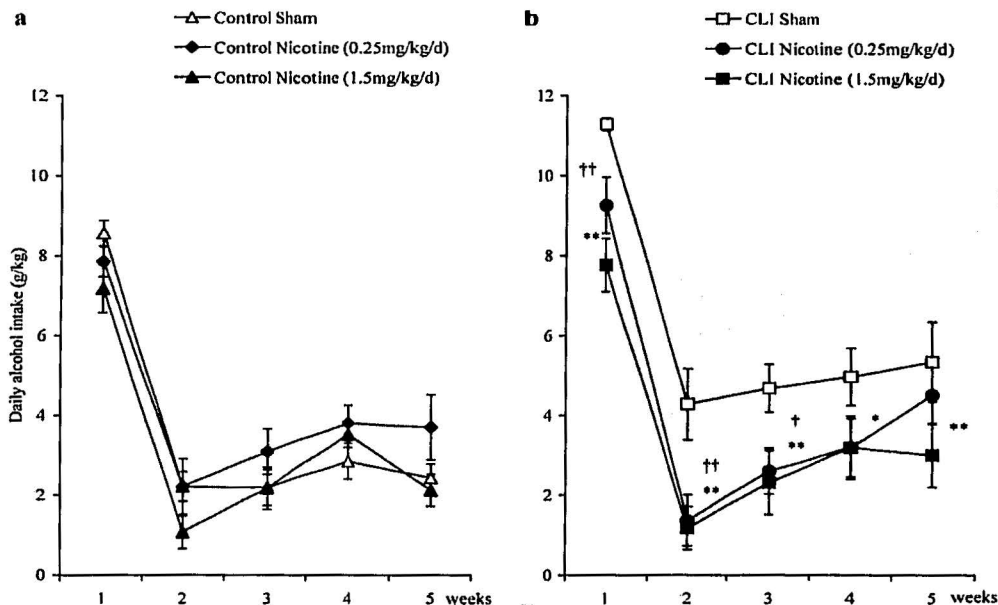 a
Control Sham
Control Nicotine (0.25mg/kg/d)
Control Nicotine (1.5mg/kg/d)
Daily alcohol intake (g/kg)
12
10
8
6
4
2
0
1 2 3 4 5 weeks
b
CLI Sham
CLI Nicotine (0.25mg/kg/d)
CLI Nicotine (1.5mg/kg/d)
12
10
8
6
4
2
0
††
**
††
**
†
**
*
**
1 2 3 4 5 weeks